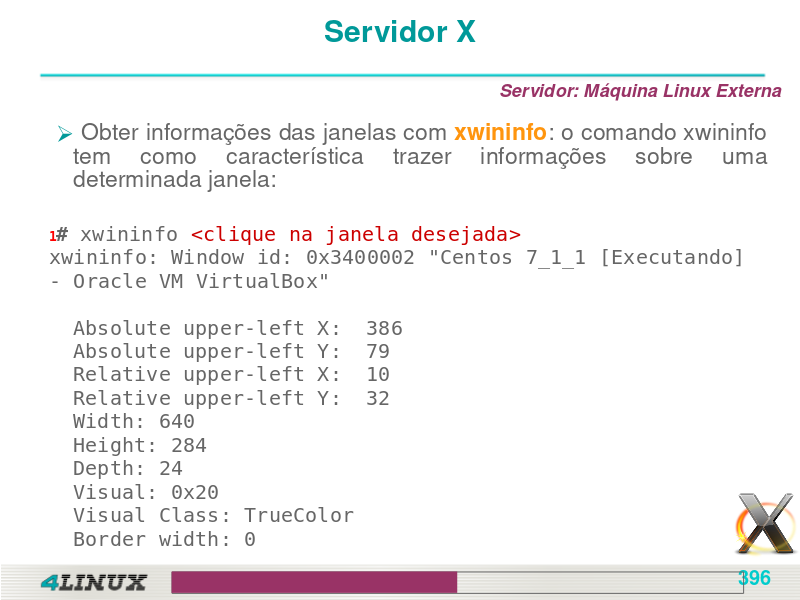 Servidor X
Servidor: Máquina Linux Externa
Obter informações das janelas com xwininfo: o comando xwininfo
tem como característica trazer informações sobre uma
determinada janela:
1# xwininfo <clique na janela desejada>
xwininfo: Window id: 0x3400002 "Centos 7_1_1 [Executando]
- Oracle VM VirtualBox"
Absolute upper-left X:  386
Absolute upper-left Y:  79
Relative upper-left X:  10
Relative upper-left Y:  32
Width: 640
Height: 284
Depth: 24
Visual: 0x20
Visual Class: TrueColor
Border width: 0
4LINUX
396